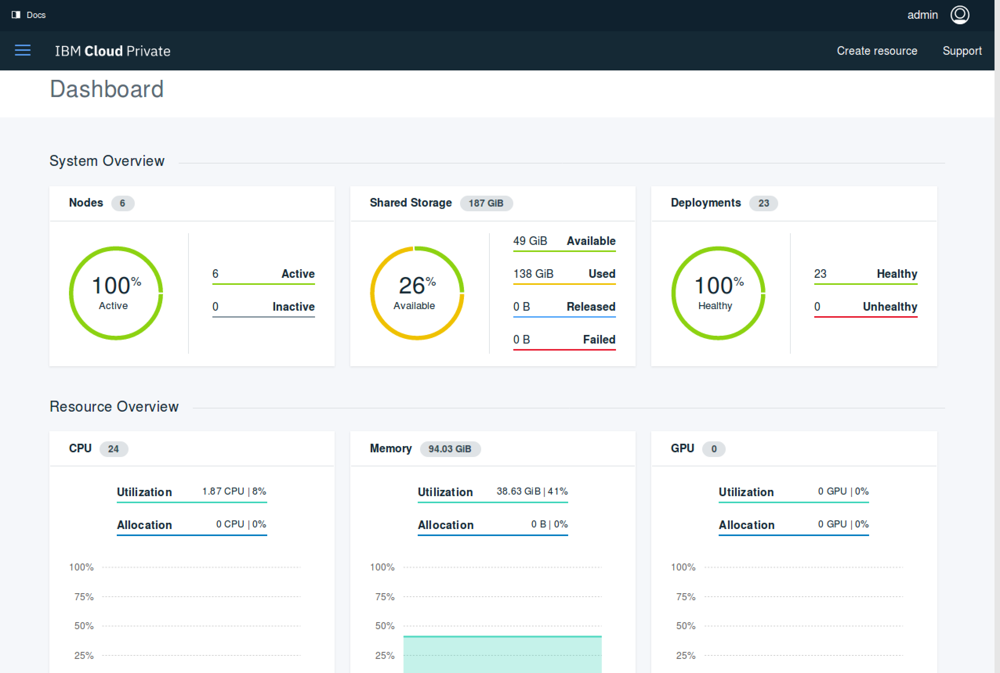 Docs
admin
IBM Cloud Private
Create resource
Support
Dashboard
System Overview
Nodes 6
100%
Active
6 Active
0 Inactive
Shared Storage 187 GiB
26%
Available
49 GiB Available
138 GiB Used
0 B Released
0 B Failed
Deployments 23
100%
Healthy
23 Healthy
0 Unhealthy
Resource Overview
CPU 24
Utilization 1.87 CPU | 8%
Allocation 0 CPU | 0%
100%
75%
50%
25%
Memory 94.03 GiB
Utilization 38.63 GiB | 41%
Allocation 0 B | 0%
100%
75%
50%
25%
GPU 0
Utilization 0 GPU | 0%
Allocation 0 GPU | 0%
100%
75%
50%
25%